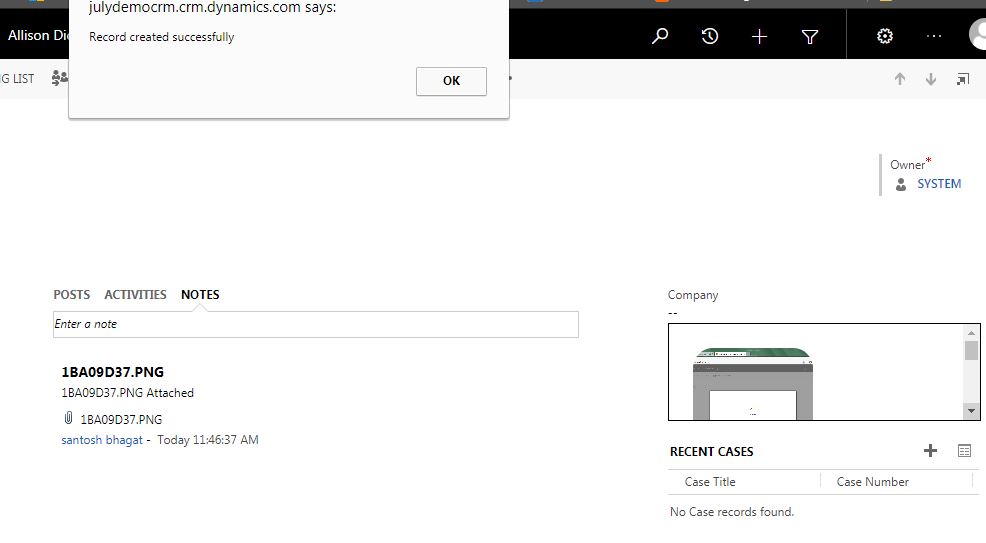 julydemocrm.crm.dynamics.com says:
Record created successfully
OK
Allison
G LIST
Owner*
SYSTEM
POSTS ACTIVITIES NOTES
Enter a note
1BA09D37.PNG
1BA09D37.PNG Attached
1BA09D37.PNG
santosh bhagat - Today 11:46:37 AM
Company
--
RECENT CASES
Case Title Case Number
No Case records found.